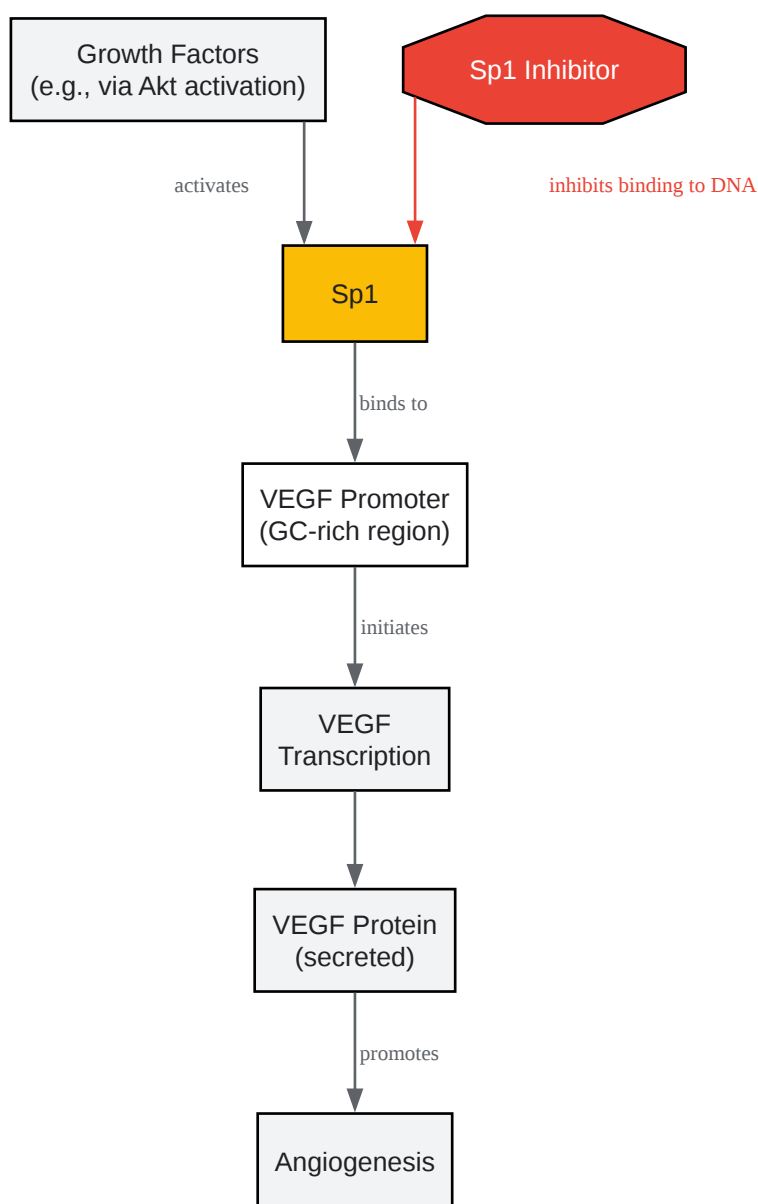 Growth Factors
(e.g., via Akt activation)
Sp1 Inhibitor
activates
inhibits binding to DNA
Sp1
binds to
VEGF Promoter
(GC-rich region)
initiates
VEGF
Transcription
VEGF Protein
(secreted)
promotes
Angiogenesis